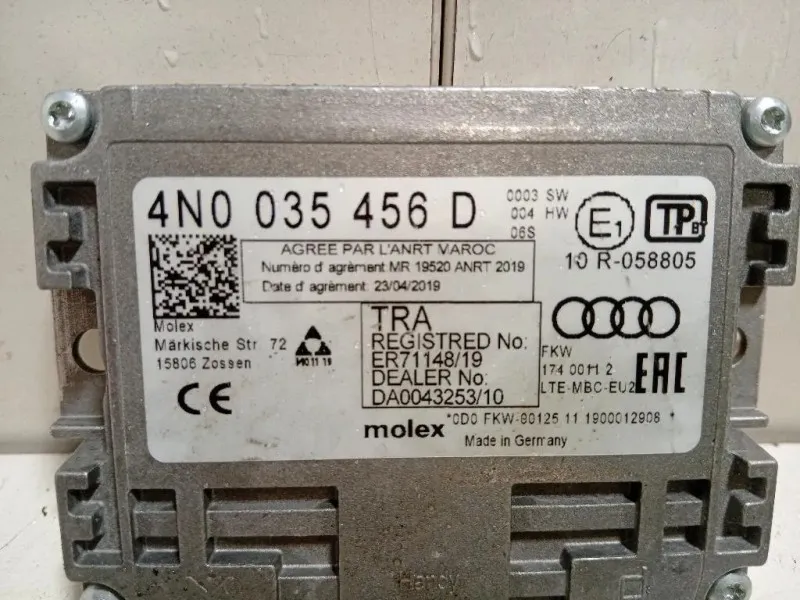 4N0 035 456 D
0003 SW
004 HW
06S
E1
TP
10 R-058805
AGREE PAR L'ANRT VAROC
Numéro d'agrèment MR 19520 ANRT 2019
Date d'agrèment. 23/04/2019
Molex
Märkische Str. 72
15806 Zossen
TRA
REGISTRED No:
ER71148/19
DEALER No:
DA0043253/10
FKW
174 0011 2
LTE-MBC-EU2
EAC
CE
*0D0 FKW-80125 11 1900012908 *
molex
Made in Germany